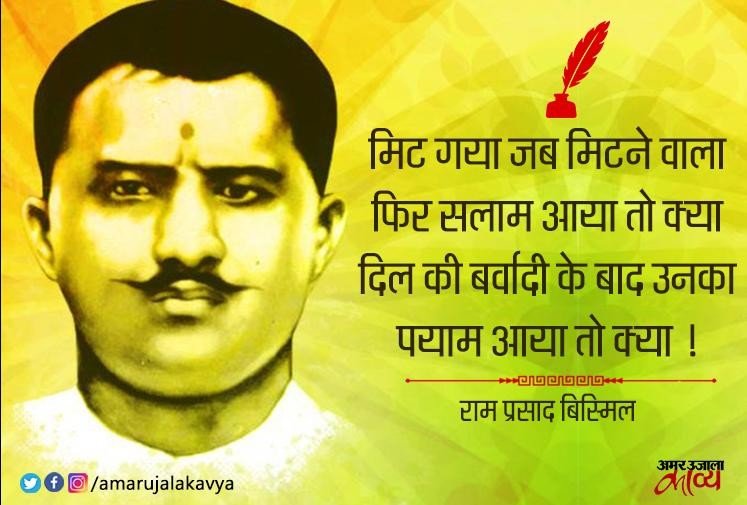 मिट गया जब मिटने वाला
फिर सलाम आया तो क्या
दिल की बर्वादी के बाद उनका
पयाम आया तो क्या !
राम प्रसाद बिस्मिल
/amarujalakavya
अमर उजाला
काव्य